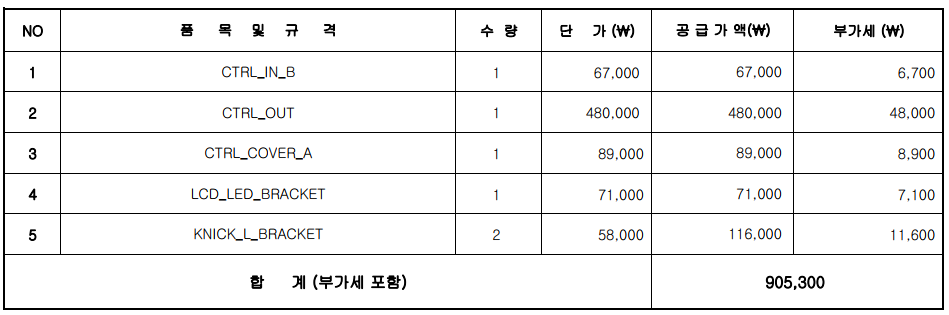 NO 품 목 및 규 격 수 량 단 가 (₩) 공 급 가 액(₩) 부가세 (₩)
1 CTRL_IN_B 1 67,000 67,000 6,700
2 CTRL_OUT 1 480,000 480,000 48,000
3 CTRL_COVER_A 1 89,000 89,000 8,900
4 LCD_LED_BRACKET 1 71,000 71,000 7,100
5 KNICK_L_BRACKET 2 58,000 116,000 11,600
합 계 (부가세 포함) 905,300